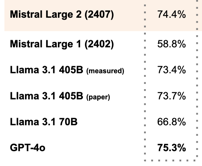 Mistral Large 2 (2407) 74.4%
Mistral Large 1 (2402) 58.8%
Llama 3.1 405B (measured) 73.4%
Llama 3.1 405B (paper) 73.7%
Llama 3.1 70B 66.8%
GPT-4o 75.3%